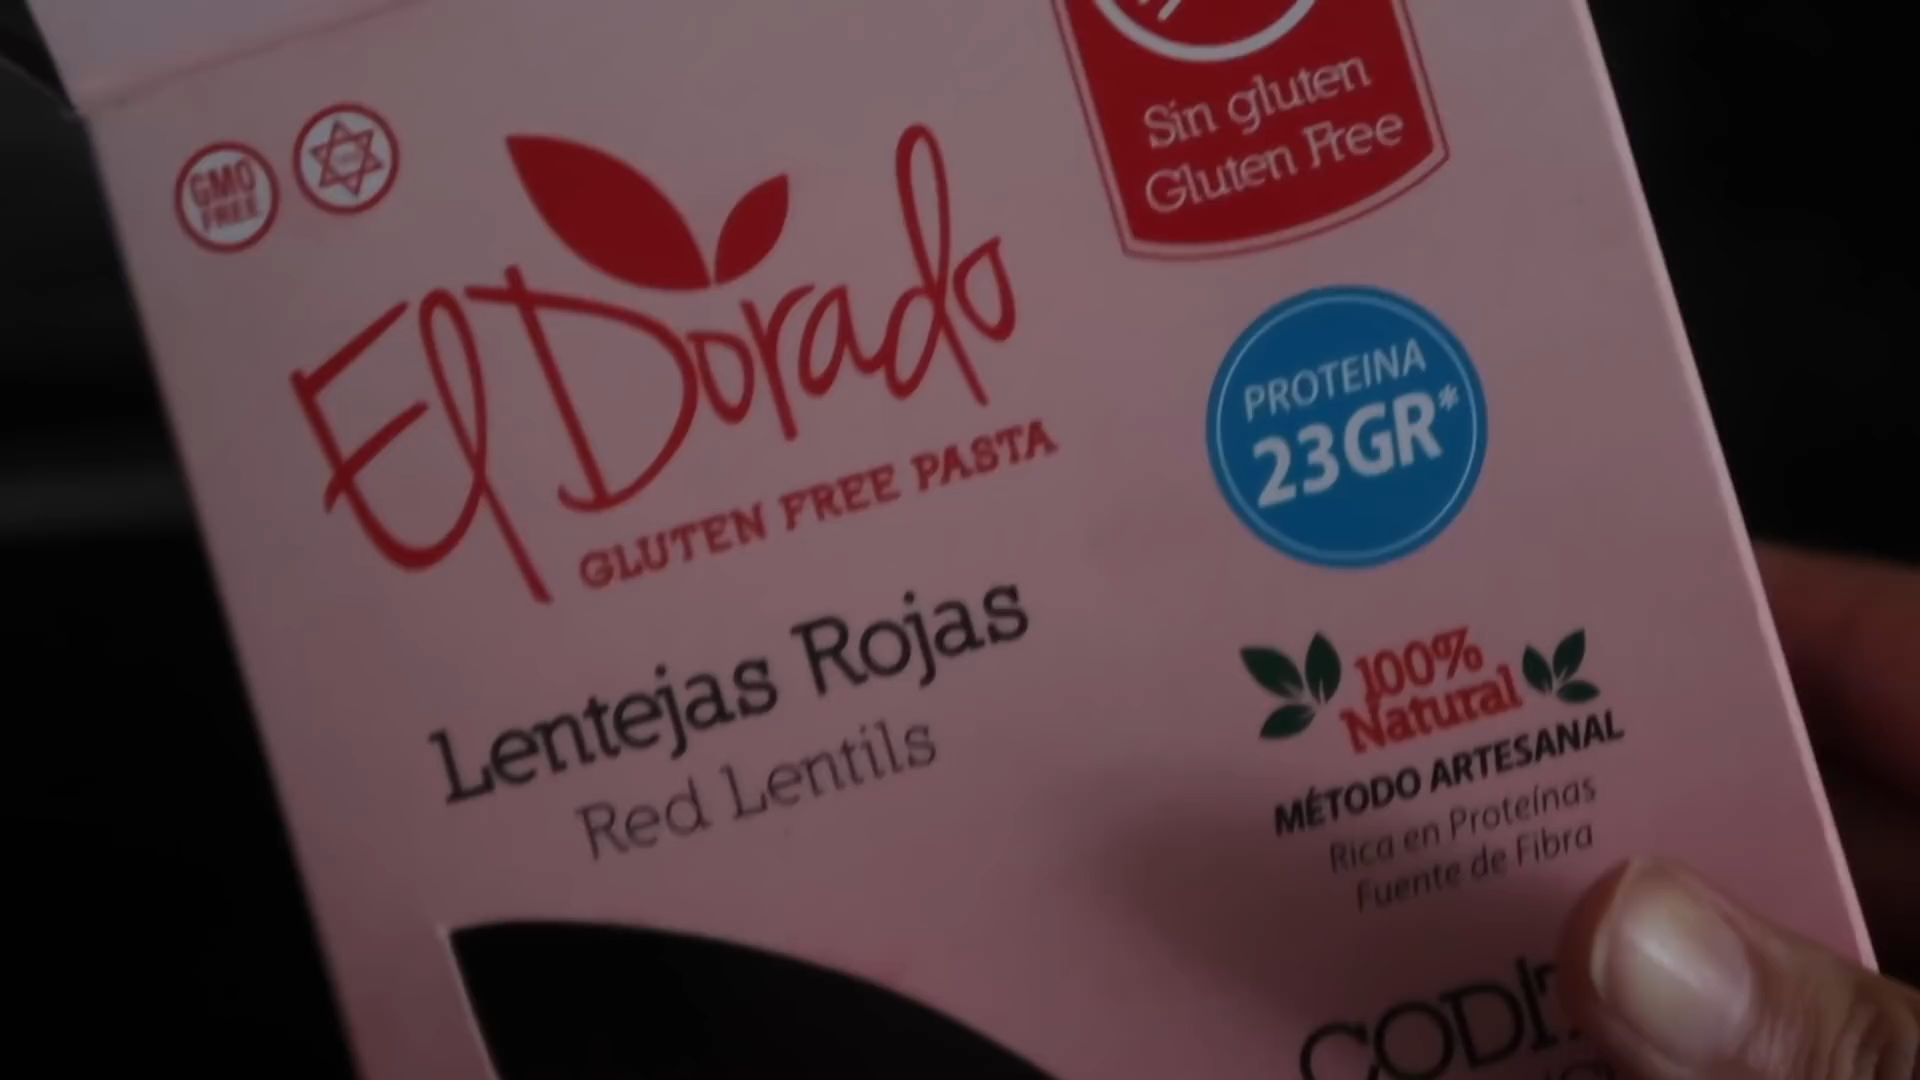 GMO
FREE
El Dorado
GLUTEN FREE PASTA
Lentejas Rojas
Red Lentils
Sin gluten
Gluten Free
PROTEINA
23GR*
100%
Natural
MÉTODO ARTESANAL
Rica en Proteínas
Fuente de Fibra